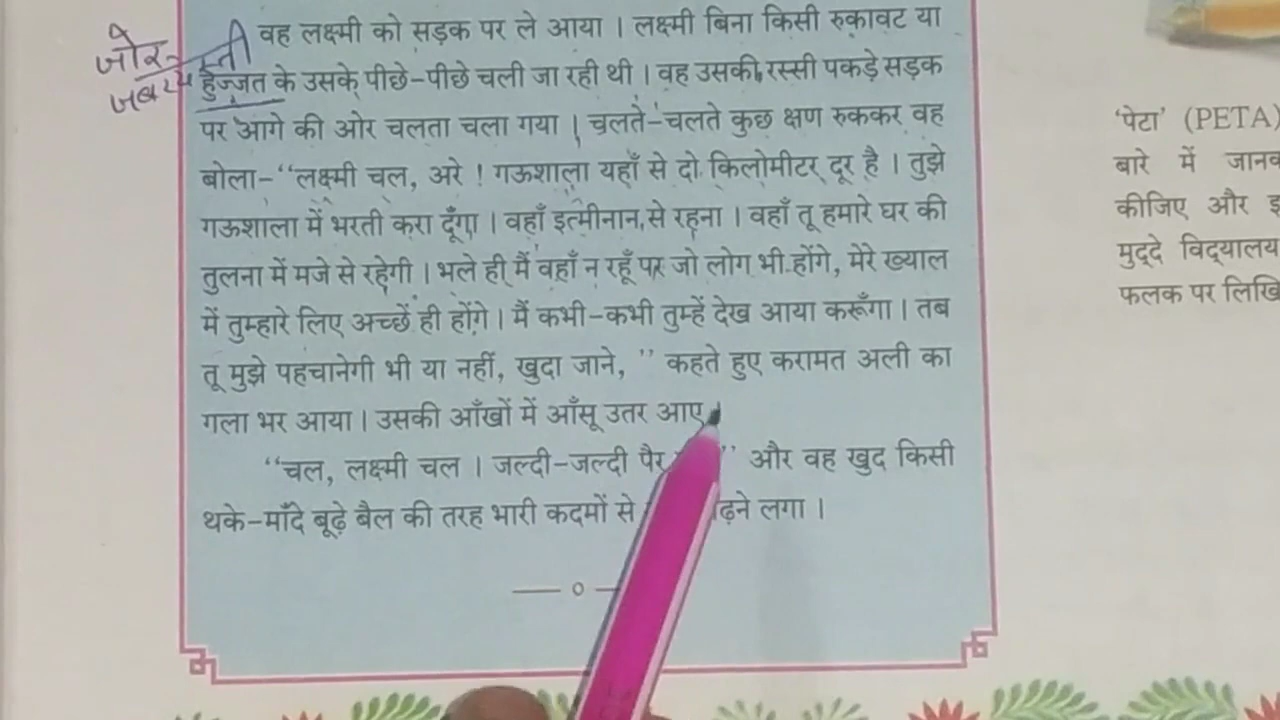 वह लक्ष्मी को सड़क पर ले आया । लक्ष्मी बिना किसी रुकावट या
हुज्जत के उसके पीछे-पीछे चली जा रही थी । वह उसकी रस्सी पकड़े सड़क
पर आगे की ओर चलता चला गया । चलते-चलते कुछ क्षण रुककर वह
बोला-‘‘लक्ष्मी चल, अरे ! गऊशाला यहाँ से दो किलोमीटर दूर है । तुझे
गऊशाला में भरती करा दूँगा । वहाँ इत्मीनान से रहना । वहाँ तू हमारे घर की
तुलना में मजे से रहेगी । भले ही मैं वहाँ न रहूँ पर जो लोग भी होंगे, मेरे ख्याल
में तुम्हारे लिए अच्छे ही होंगे । मैं कभी-कभी तुम्हें देख आया करूँगा । तब
तू मुझे पहचानेगी भी या नहीं, खुदा जाने, ’’ कहते हुए करामत अली का
गला भर आया । उसकी आँखों में आँसू उतर आए
‘‘चल, लक्ष्मी चल । जल्दी-जल्दी पैर ’’ और वह खुद किसी
थके-माँदे बूढ़े बैल की तरह भारी कदमों से लगा ।
— ० —
जोर
‘पेटा’ (PETA)
बारे में
कीजिए और
मुद्दे विद्यालय
फलक पर